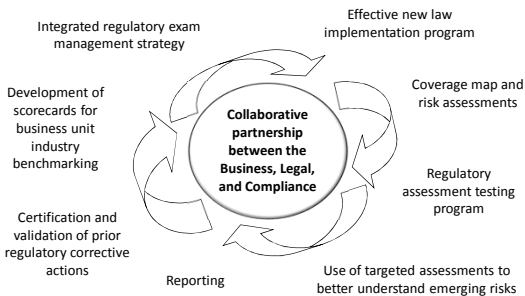 Integrated regulatory exam
management strategy
Effective new law
implementation program
Coverage map and
risk assessments
Regulatory
assessment testing
program
Use of targeted assessments to
better understand emerging risks
Reporting
Certification and
validation of prior
regulatory corrective
actions
Development of
scorecards for
business unit
industry
benchmarking
Collaborative
partnership
between the
Business, Legal,
and Compliance